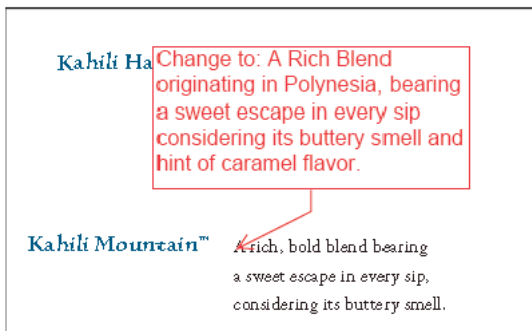 Kahili Ha
Change to: A Rich Blend
originating in Polynesia, bearing
a sweet escape in every sip
considering its buttery smell and
hint of caramel flavor.
Kahili Mountain™ A rich, bold blend bearing
a sweet escape in every sip,
considering its buttery smell.